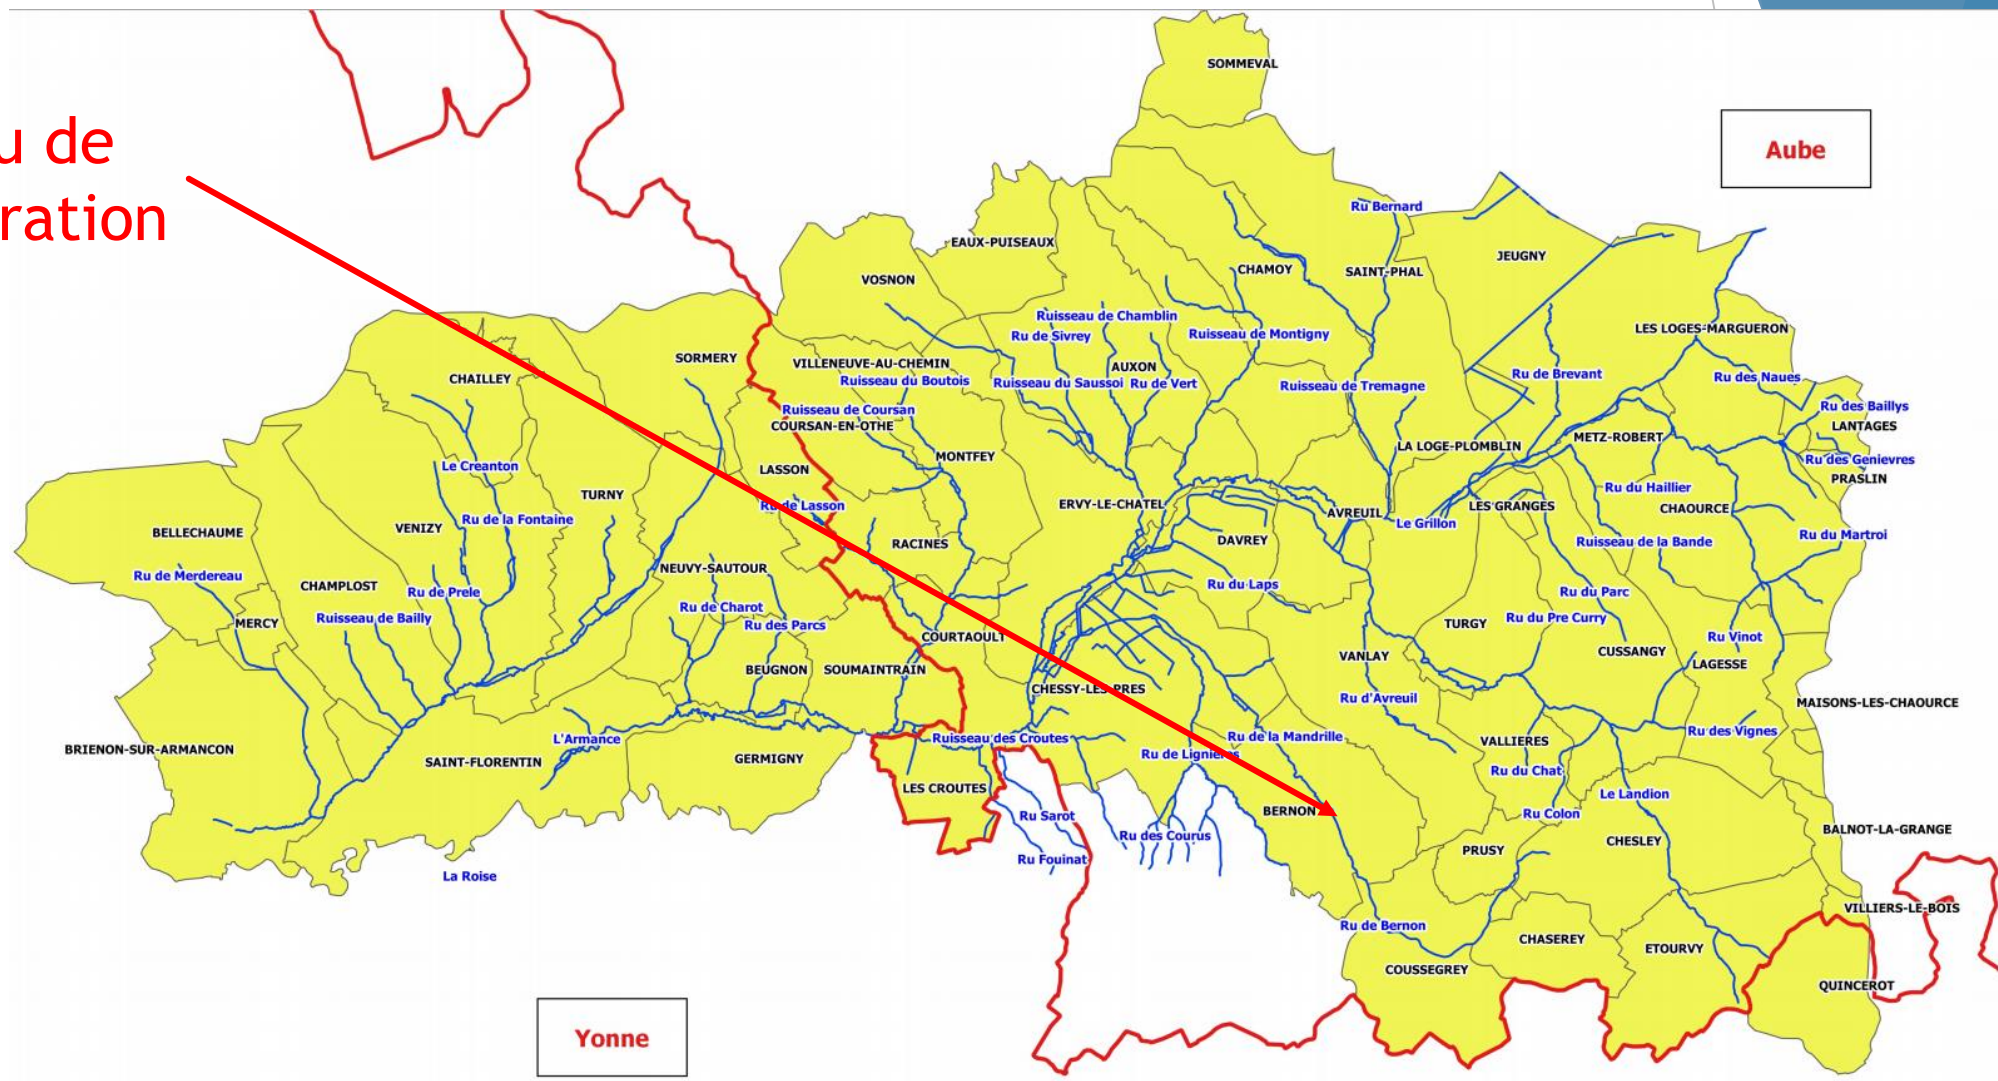 SOMMEVAL
Aube
u de
ration
Ru Bernard
EAUX-PUISEAUX
JEUGNY
VOSNON
CHAMOY
SAINT-PHAL
Ruisseau de Chamblin
Ru de Sivrey
Ruisseau de Montigny
LES LOGES-MARGUERON
SORMERY
VILLENEUVE-AU-CHEMIN
AUXON
CHAILLEY
Ruisseau du Boutois
Ruisseau du Saussoi
Ru de Vert
Ruisseau de Tremagne
Ru de Brevant
Ru des Naues
Ruisseau de Coursan
COURSAN-EN-OTHE
Ru des Baillys
LANTAGES
METZ-ROBERT
LA LOGE-PLOMBLIN
MONTFEY
Ru des Genievres
PRASLIN
Le Creanton
LASSON
TURNY
Ru du Haillier
Ru de Lasson
ERVY-LE-CHATEL
LES GRANGES
CHAOURCE
AVREUIL
Le Grillon
VENIZY
Ru de la Fontaine
BELLECHAUME
RACINES
DAVREY
Ruisseau de la Bande
Ru du Martroi
NEUVY-SAUTOUR
Ru de Merdereau
CHAMPLOST
Ru de Prele
Ru du Laps
Ru du Parc
Ru de Charot
Ruisseau de Bailly
MERCY
Ru des Parcs
COURTAOULT
TURGY
Ru du Pre Curry
Ru Vinot
VANLAY
CUSSANGY
LAGESSE
BEUGNON
SOUMAINTRAIN
CHESSY-LES-PRES
Ru d'Avreuil
MAISONS-LES-CHAOURCE
L'Armance
Ruisseau des Croutes
Ru de la Mandrille
VALLIERES
Ru des Vignes
BRIENON-SUR-ARMANCON
SAINT-FLORENTIN
GERMIGNY
Ru de Lignieres
Ru du Chat
LES CROUTES
Le Landion
Ru Sarot
BERNON
Ru Colon
Ru des Courus
CHESLEY
BALNOT-LA-GRANGE
PRUSY
Ru Fouinat
La Roise
VILLIERS-LE-BOIS
Ru de Bernon
CHASEREY
ETOURVY
COUSSEGREY
QUINCEROT
Yonne